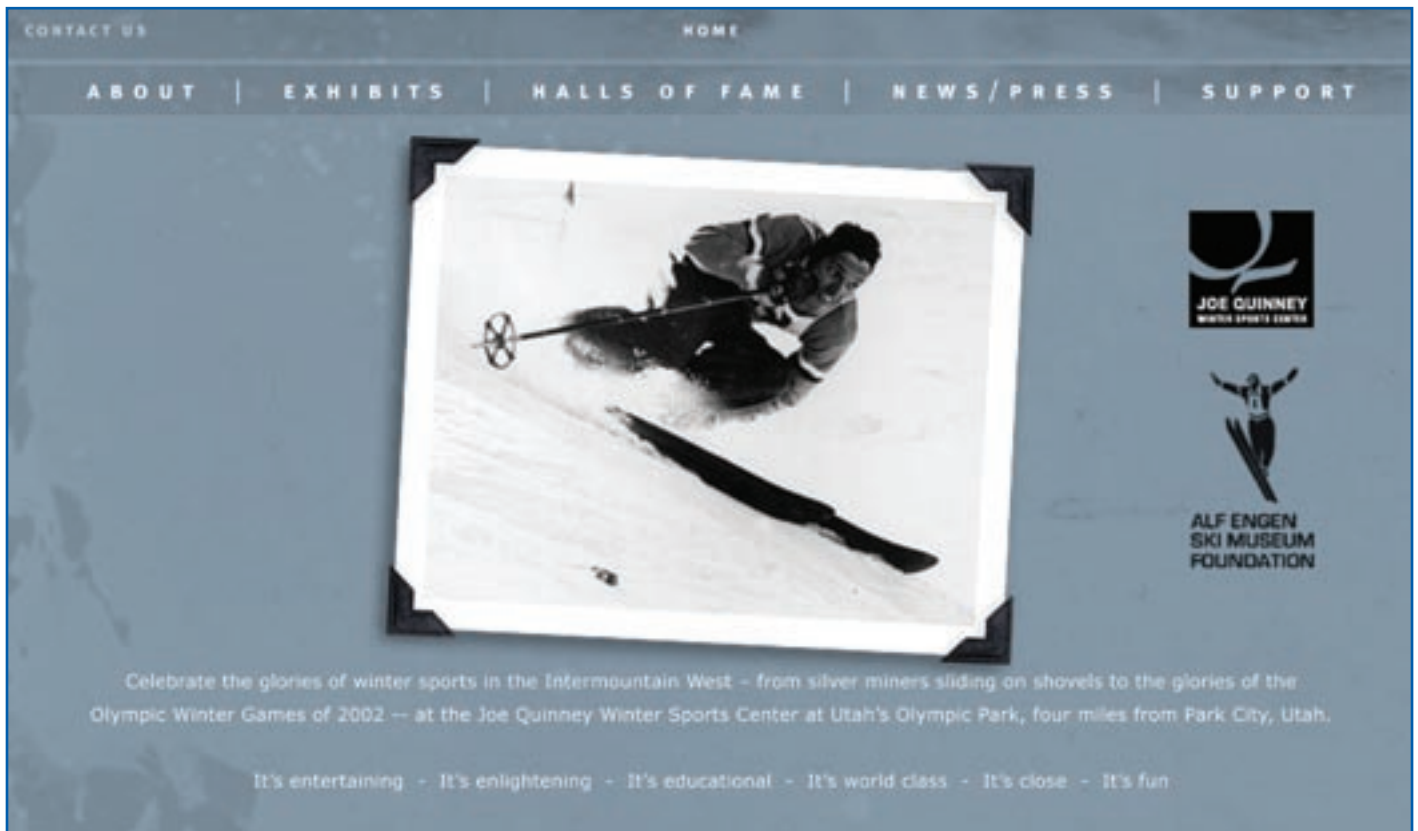 CONTACT US
HOME
ABOUT | EXHIBITS | HALLS OF FAME | NEWS/PRESS | SUPPORT
JOE QUINNEY
WINTER SPORTS CENTER
ALF ENGEN
SKI MUSEUM
FOUNDATION
Celebrate the glories of winter sports in the Intermountain West – from silver miners sliding on shovels to the glories of the
Olympic Winter Games of 2002 -- at the Joe Quinney Winter Sports Center at Utah's Olympic Park, four miles from Park City, Utah.
It's entertaining - It's enlightening - It's educational - It's world class - It's close - It's fun